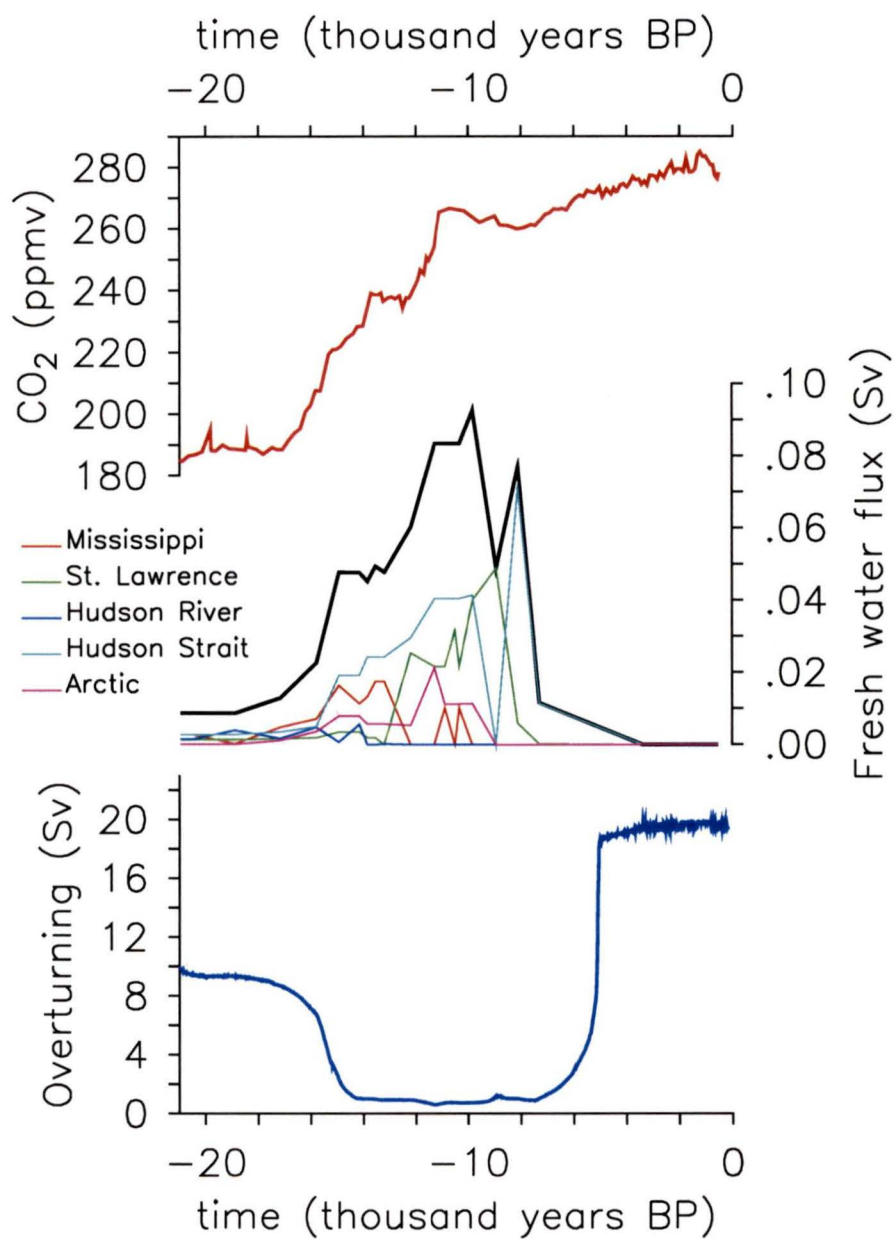 time (thousand years BP)
−20 −10 0
280
260
240
220
200
180
CO2 (ppmv)
.10
.08
.06
.04
.02
.00
Fresh water flux (Sv)
Mississippi
St. Lawrence
Hudson River
Hudson Strait
Arctic
20
16
12
8
4
0
Overturning (Sv)
−20 −10 0
time (thousand years BP)